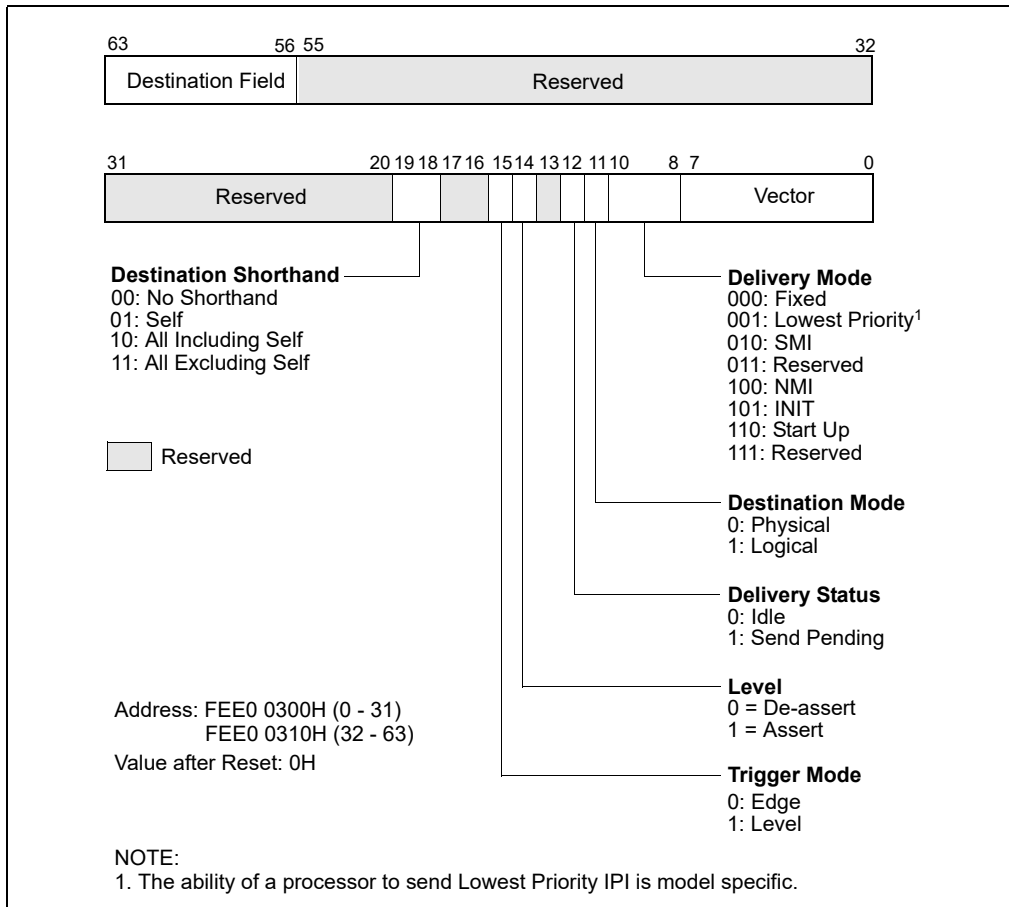 63 56 55 32
Destination Field Reserved
31 20 19 18 17 16 15 14 13 12 11 10 8 7 0
Reserved Vector
Destination Shorthand
00: No Shorthand
01: Self
10: All Including Self
11: All Excluding Self
Reserved
Delivery Mode
000: Fixed
001: Lowest Priority¹
010: SMI
011: Reserved
100: NMI
101: INIT
110: Start Up
111: Reserved
Destination Mode
0: Physical
1: Logical
Delivery Status
0: Idle
1: Send Pending
Level
0 = De-assert
1 = Assert
Trigger Mode
0: Edge
1: Level
Address: FEE0 0300H (0 - 31)
FEE0 0310H (32 - 63)
Value after Reset: 0H
NOTE:
1. The ability of a processor to send Lowest Priority IPI is model specific.